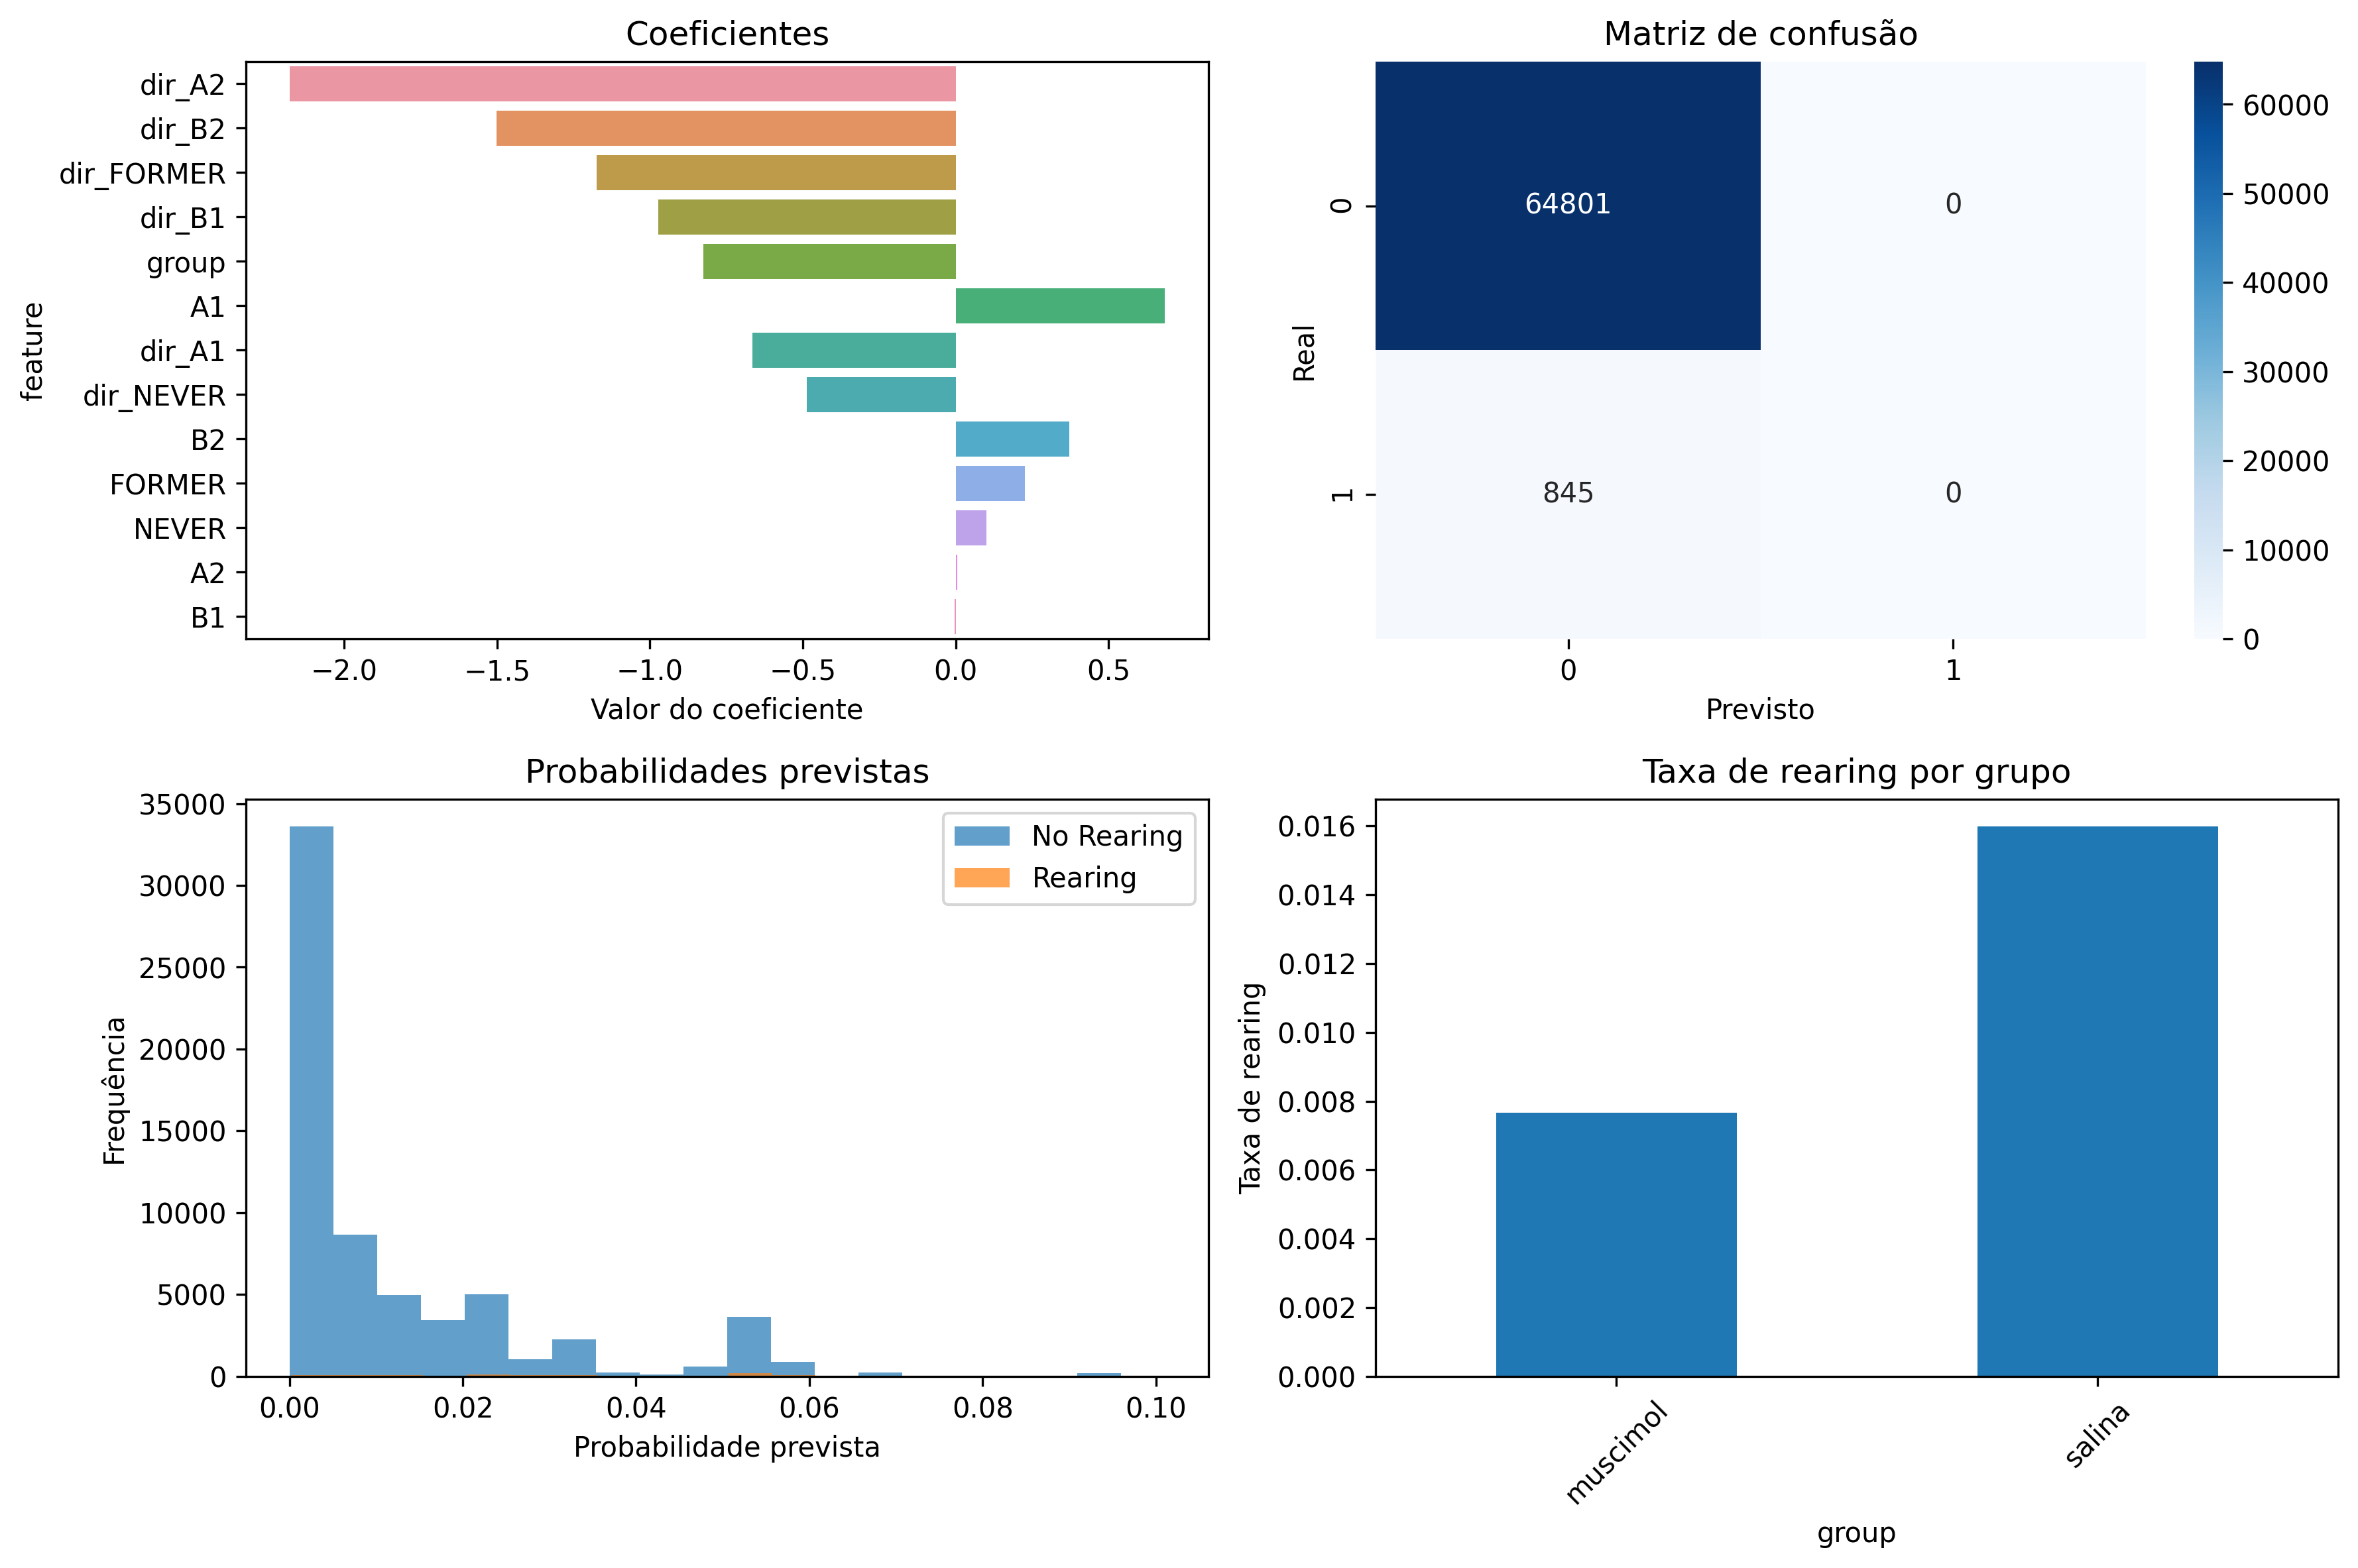 Coeficientes
feature
dir_A2
dir_B2
dir_FORMER
dir_B1
group
A1
dir_A1
dir_NEVER
B2
FORMER
NEVER
A2
B1
−2.0 −1.5 −1.0 −0.5 0.0 0.5
Valor do coeficiente
Matriz de confusão
Real
0
1
64801 0
845 0
0 1
Previsto
60000
50000
40000
30000
20000
10000
0
Probabilidades previstas
Frequência
35000
30000
25000
20000
15000
10000
5000
0
No Rearing
Rearing
0.00 0.02 0.04 0.06 0.08 0.10
Probabilidade prevista
Taxa de rearing por grupo
Taxa de rearing
0.016
0.014
0.012
0.010
0.008
0.006
0.004
0.002
0.000
muscimol salina
group